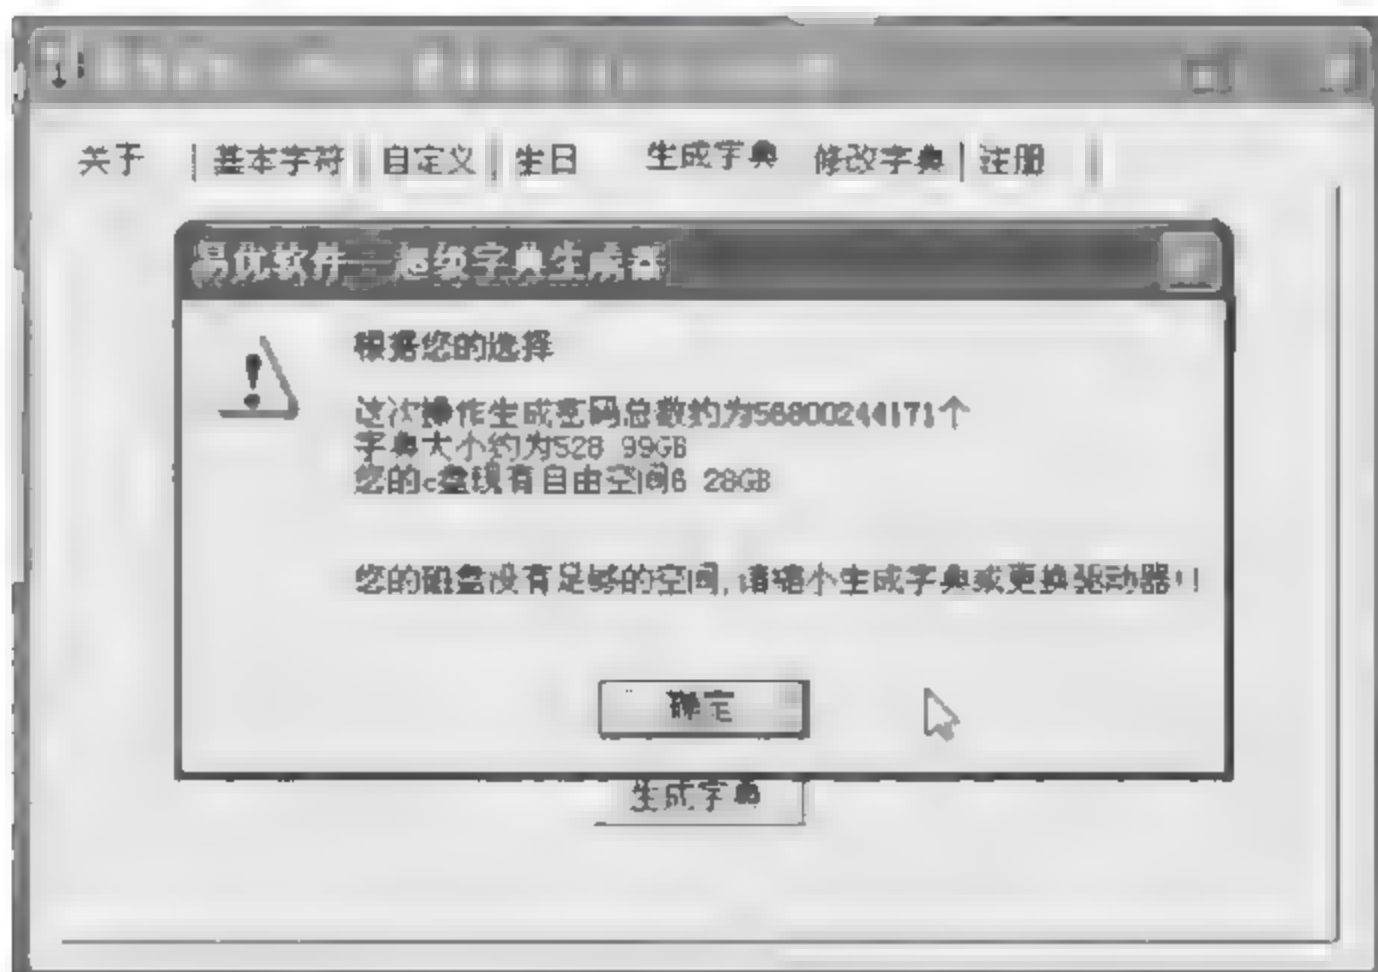 关于 基本字符 自定义 生日 生成字典 修改字典 注册
易优软件 超级字典生成器
根据您的选择
这次操作生成密码总数约为56800244171个
字典大小约为528 99GB
您的c盘现有自由空间6 28GB
您的磁盘没有足够的空间,请缩小生成字典或更换驱动器!!
确定
生成字典